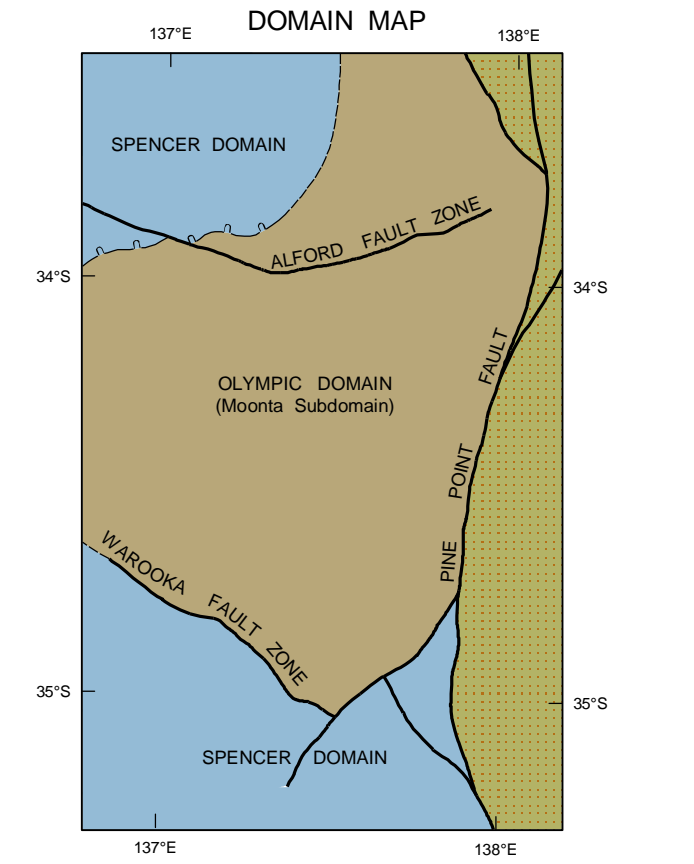 DOMAIN MAP
137°E
138°E
SPENCER DOMAIN
ALFORD FAULT ZONE
34°S
34°S
OLYMPIC DOMAIN
(Moonta Subdomain)
PINE POINT FAULT
WAROOKA FAULT ZONE
35°S
35°S
SPENCER DOMAIN
137°E
138°E